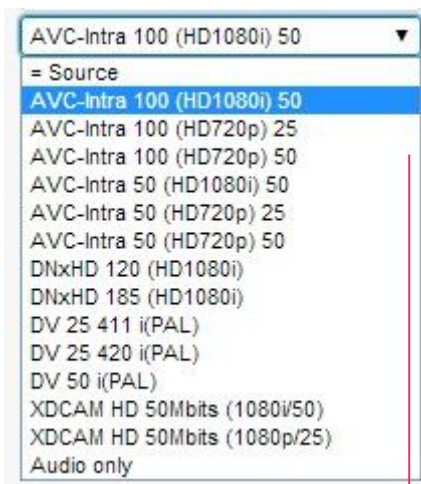 AVC-Intra 100 (HD1080i) 50
= Source
AVC-Intra 100 (HD1080i) 50
AVC-Intra 100 (HD720p) 25
AVC-Intra 100 (HD720p) 50
AVC-Intra 50 (HD1080i) 50
AVC-Intra 50 (HD720p) 25
AVC-Intra 50 (HD720p) 50
DNxHD 120 (HD1080i)
DNxHD 185 (HD1080i)
DV 25 411 i(PAL)
DV 25 420 i(PAL)
DV 50 i(PAL)
XDCAM HD 50Mbits (1080i/50)
XDCAM HD 50Mbits (1080p/25)
Audio only